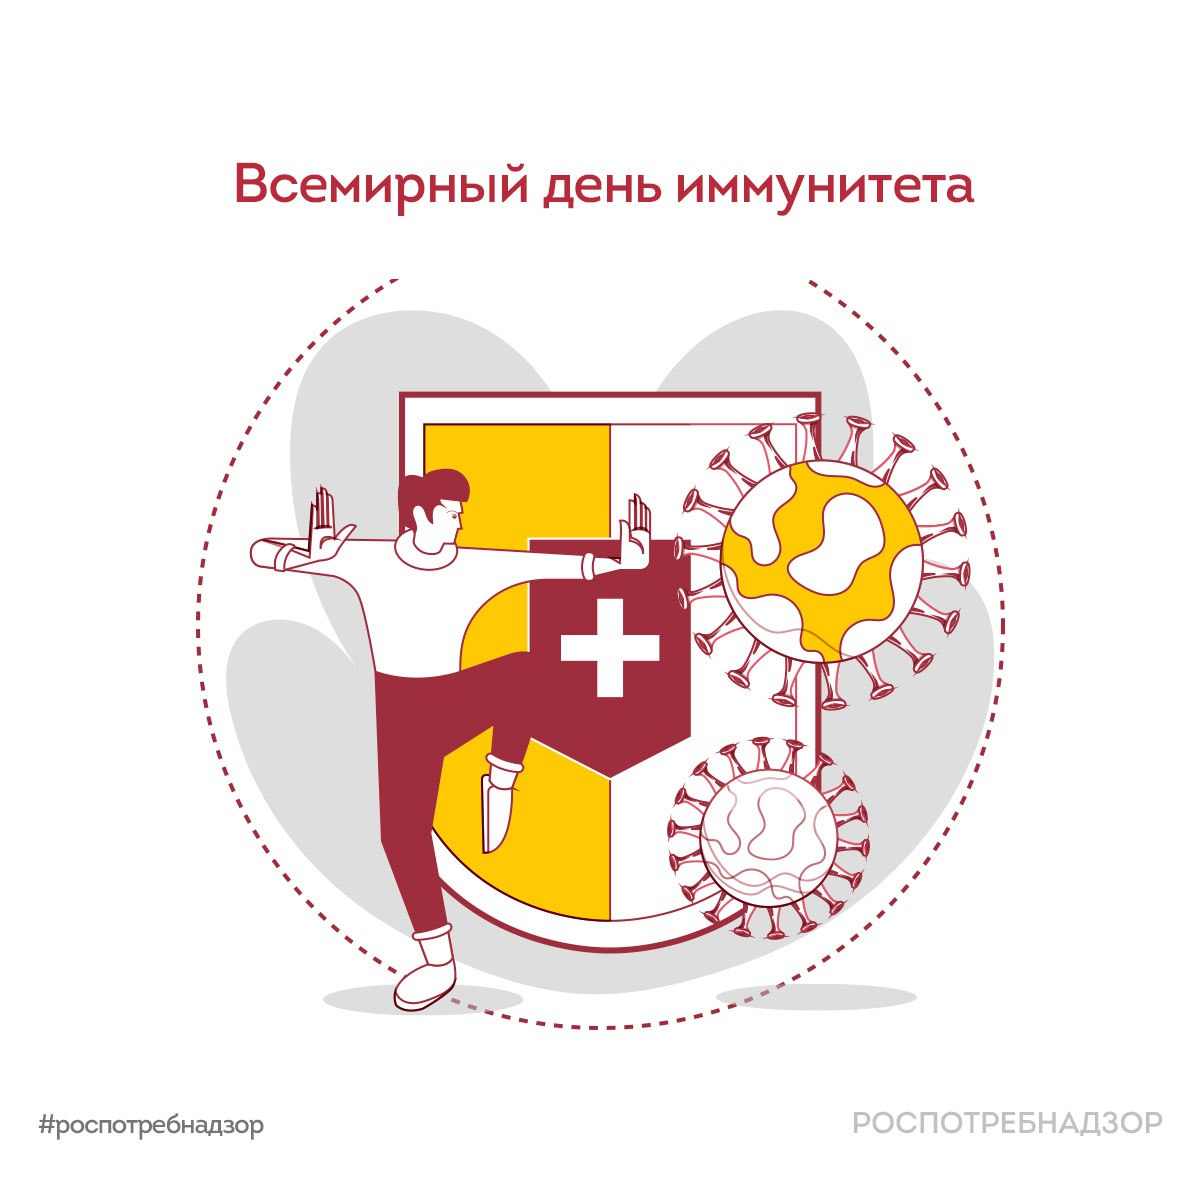 Всемирный день иммунитета
#роспотребнадзор
РОСПОТРЕБНАДЗОР